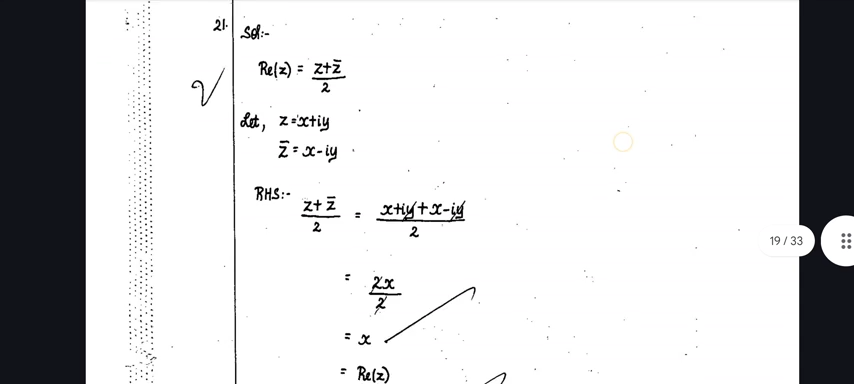 21.
Sol:-
Re(z) = z+z̄/2
Let, z=x+iy
z̄ = x-iy
RHS:- z+z̄/2 = x+iy+x-iy/2
= 2x/2
= x
= Re(z)
19 / 33